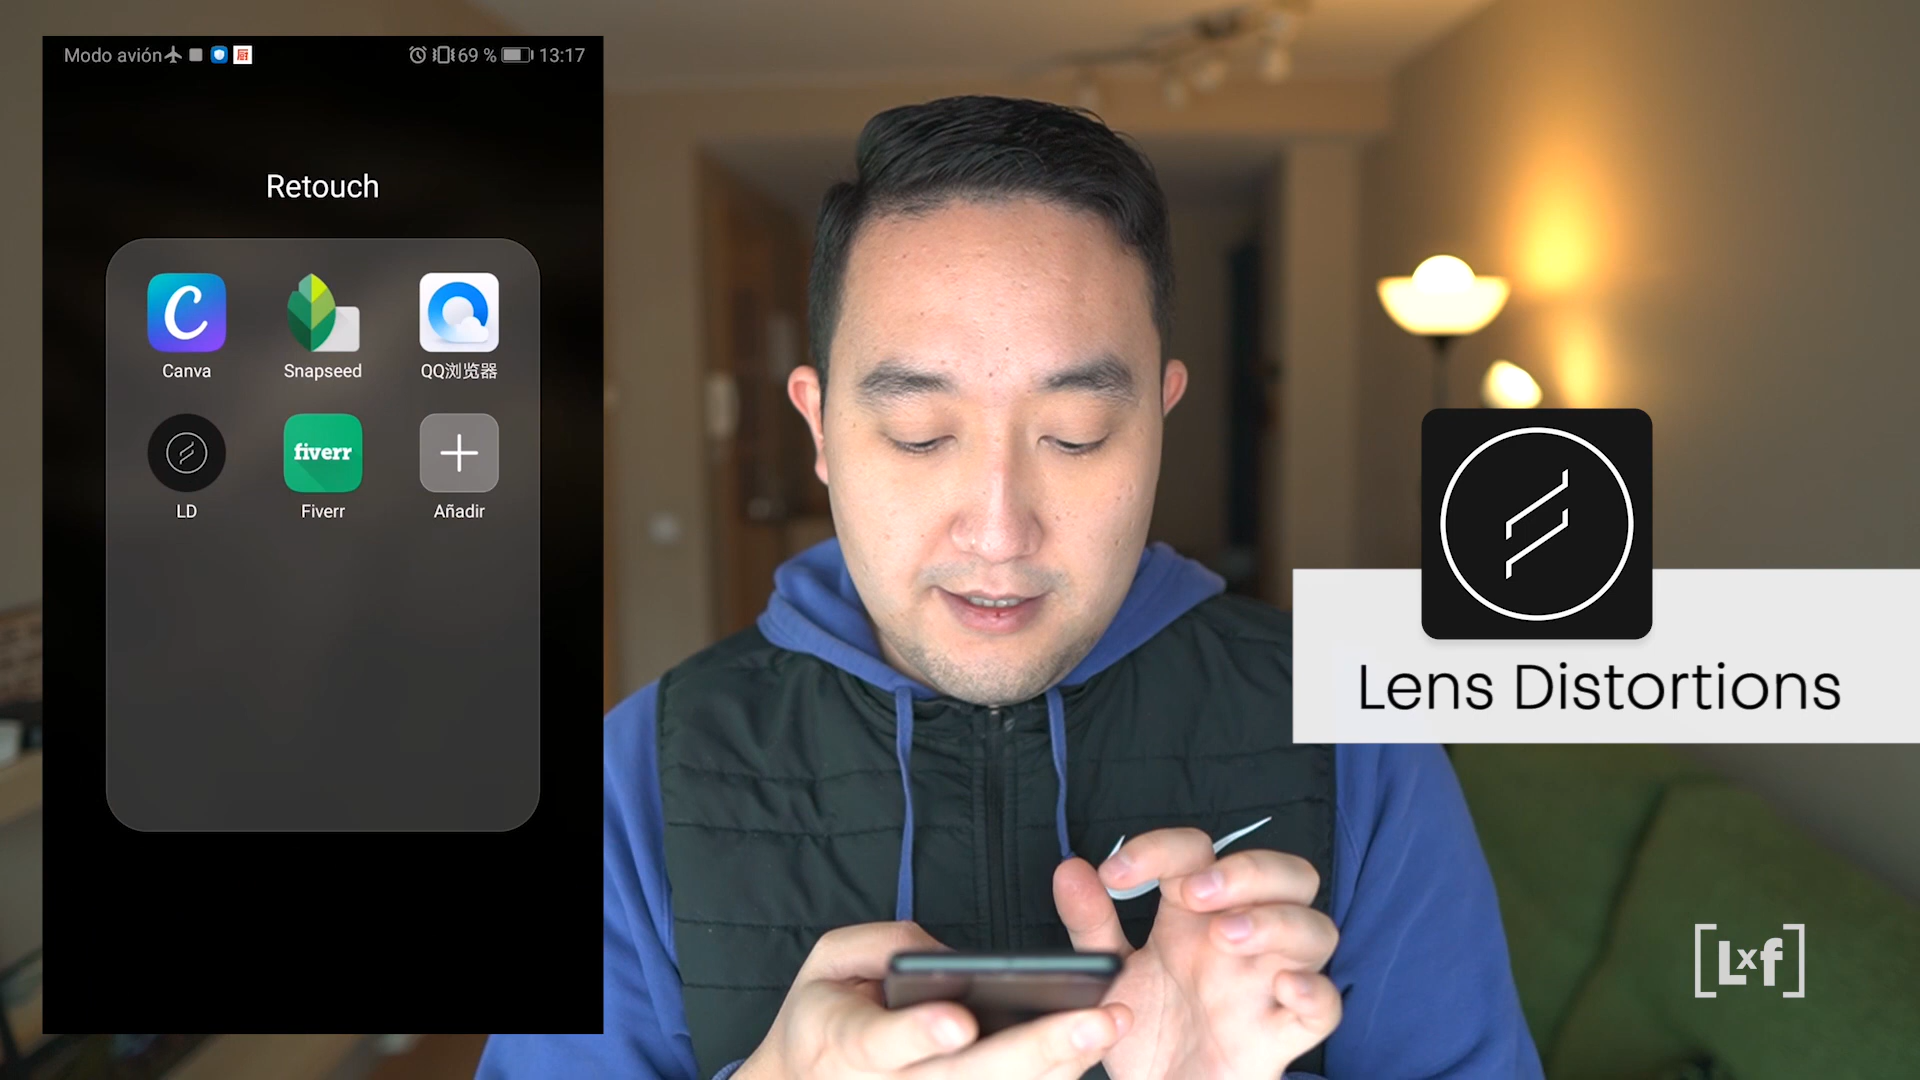 Modo avión 69 % 13:17
Retouch
Canva Snapseed QQ浏览器
fiverr
LD Fiverr Añadir
Lens Distortions
[Lxf]